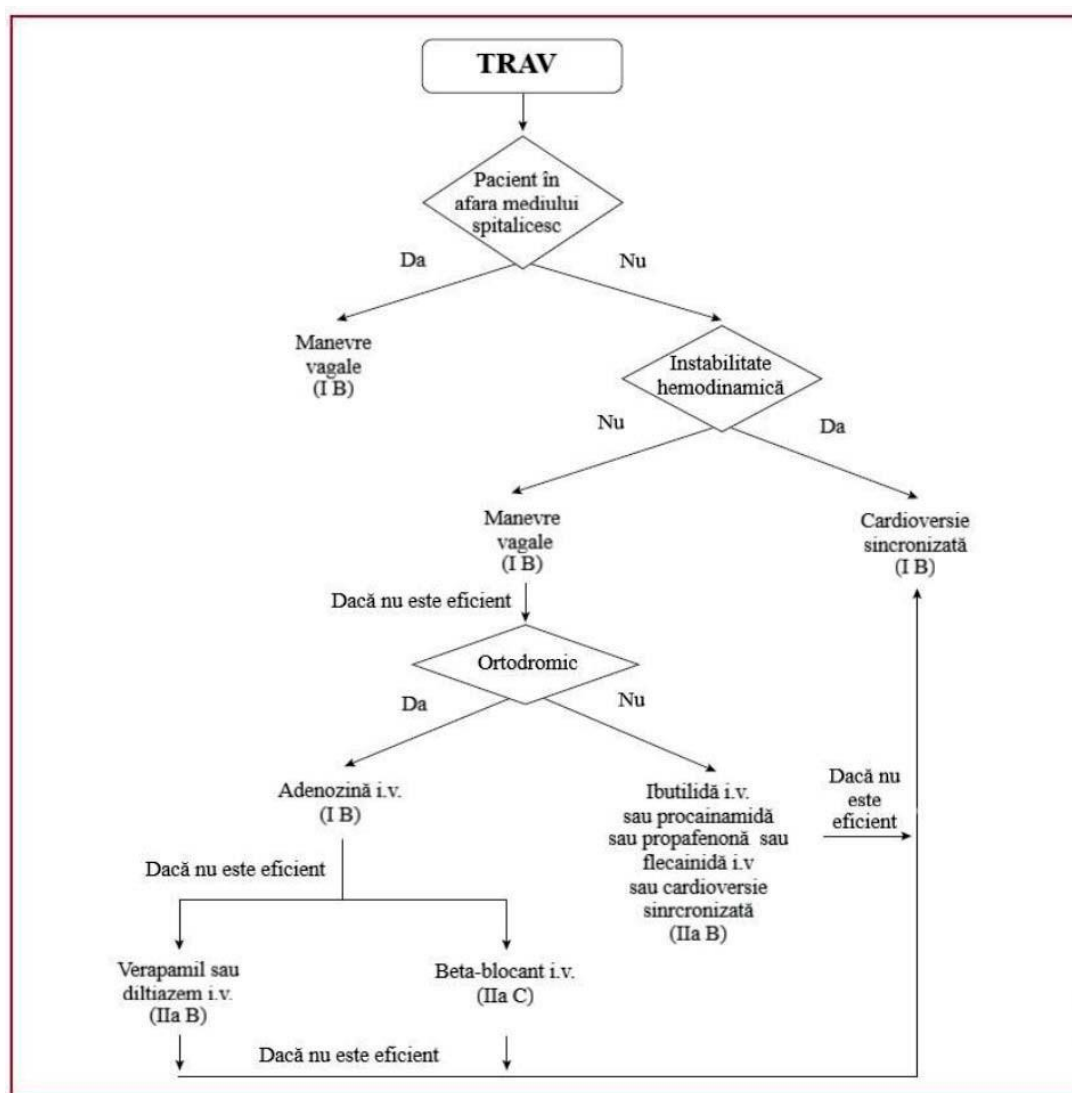 TRAV
Pacient în
afara mediului
spitalicesc
Da
Nu
Manevre
vagale
(I B)
Instabilitate
hemodinamică
Nu
Da
Manevre
vagale
(I B)
Cardioversie
sincronizată
(I B)
Dacă nu este eficient
Ortodromic
Da
Nu
Adenozină i.v.
(I B)
Ibutilidă i.v.
sau procainamidă
sau propafenonă sau
flecainidă i.v
sau cardioversie
sinrcronizată
(IIa B)
Dacă nu
este
eficient
Dacă nu este eficient
Verapamil sau
diltiazem i.v.
(IIa B)
Beta-blocant i.v.
(IIa C)
Dacă nu este eficient